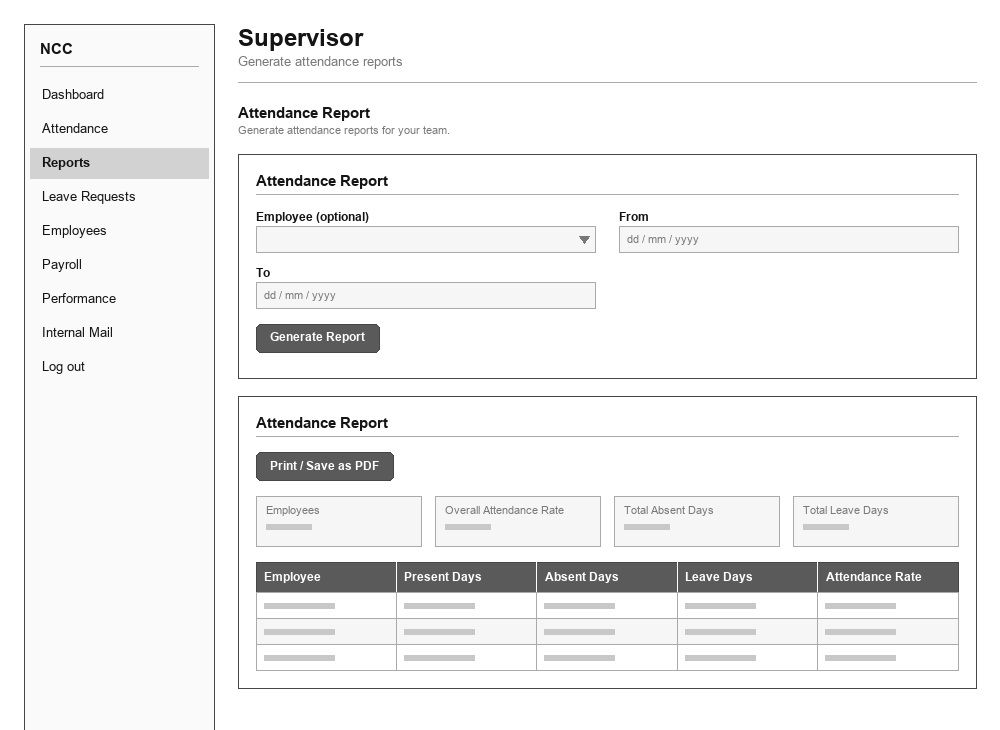 NCC
Dashboard
Attendance
Reports
Leave Requests
Employees
Payroll
Performance
Internal Mail
Log out
Supervisor
Generate attendance reports
Attendance Report
Generate attendance reports for your team.
Attendance Report
Employee (optional)
From
dd / mm / yyyy
To
dd / mm / yyyy
Generate Report
Attendance Report
Print / Save as PDF
Employees
Overall Attendance Rate
Total Absent Days
Total Leave Days
Employee
Present Days
Absent Days
Leave Days
Attendance Rate